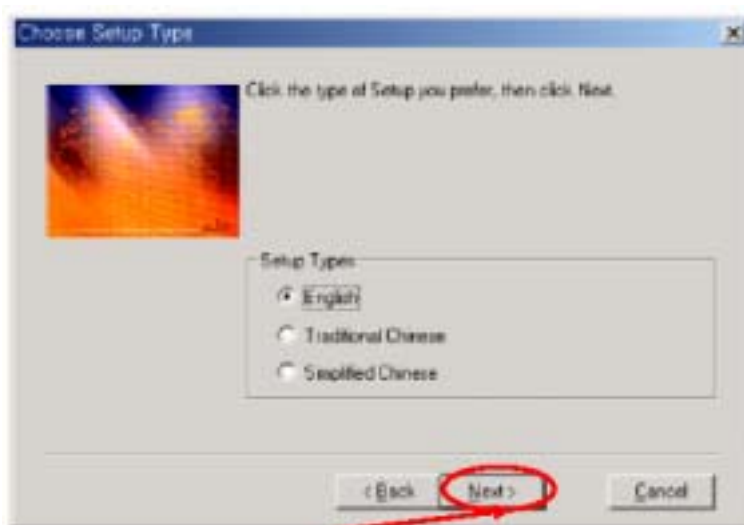 Choose Setup Type
Click the type of Setup you prefer, then click Next.
Setup Types
English
Traditional Chinese
Simplified Chinese
< Back
Next >
Cancel